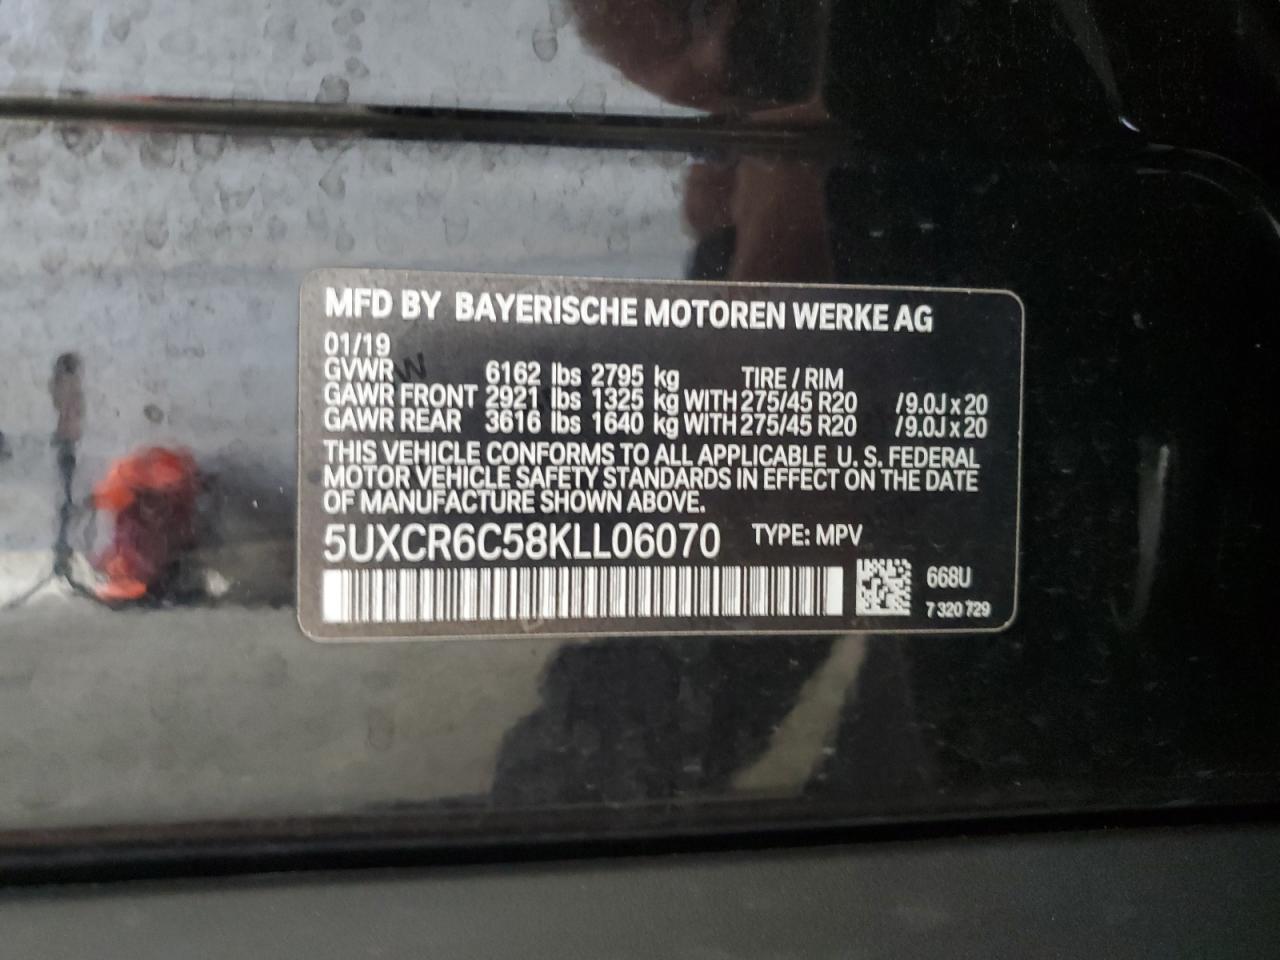 MFD BY BAYERISCHE MOTOREN WERKE AG
01/19
GVWR W 6162 lbs 2795 kg TIRE / RIM
GAWR FRONT 2921 lbs 1325 kg WITH 275/45 R20 /9.0J x 20
GAWR REAR 3616 lbs 1640 kg WITH 275/45 R20 /9.0J x 20
THIS VEHICLE CONFORMS TO ALL APPLICABLE U. S. FEDERAL
MOTOR VEHICLE SAFETY STANDARDS IN EFFECT ON THE DATE
OF MANUFACTURE SHOWN ABOVE.
5UXCR6C58KLL06070 TYPE: MPV
668U
7 320 729